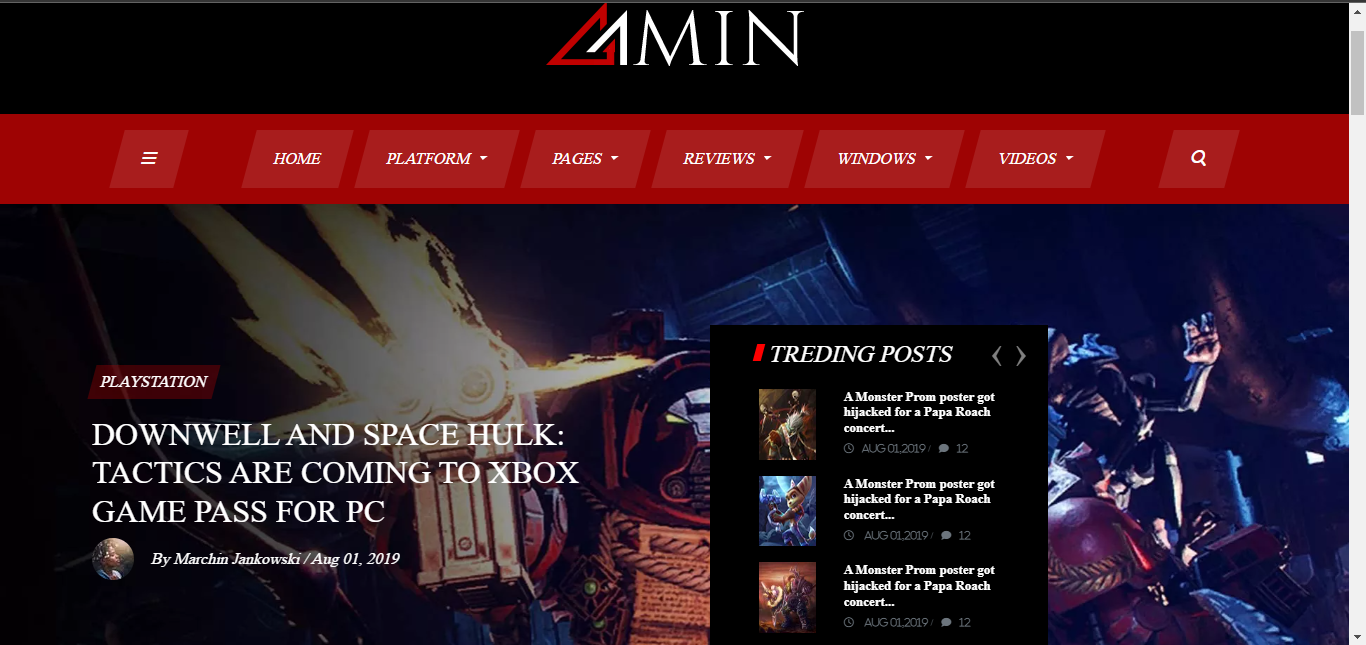 AMIN
HOME
PLATFORM
PAGES
REVIEWS
WINDOWS
VIDEOS
PLAYSTATION
DOWNWELL AND SPACE HULK:
TACTICS ARE COMING TO XBOX
GAME PASS FOR PC
By Marchin Jankowski / Aug 01, 2019
TREDING POSTS
A Monster Prom poster got
hijacked for a Papa Roach
concert...
AUG 01,2019 / 12
A Monster Prom poster got
hijacked for a Papa Roach
concert...
AUG 01,2019 / 12
A Monster Prom poster got
hijacked for a Papa Roach
concert...
AUG 01,2019 / 12